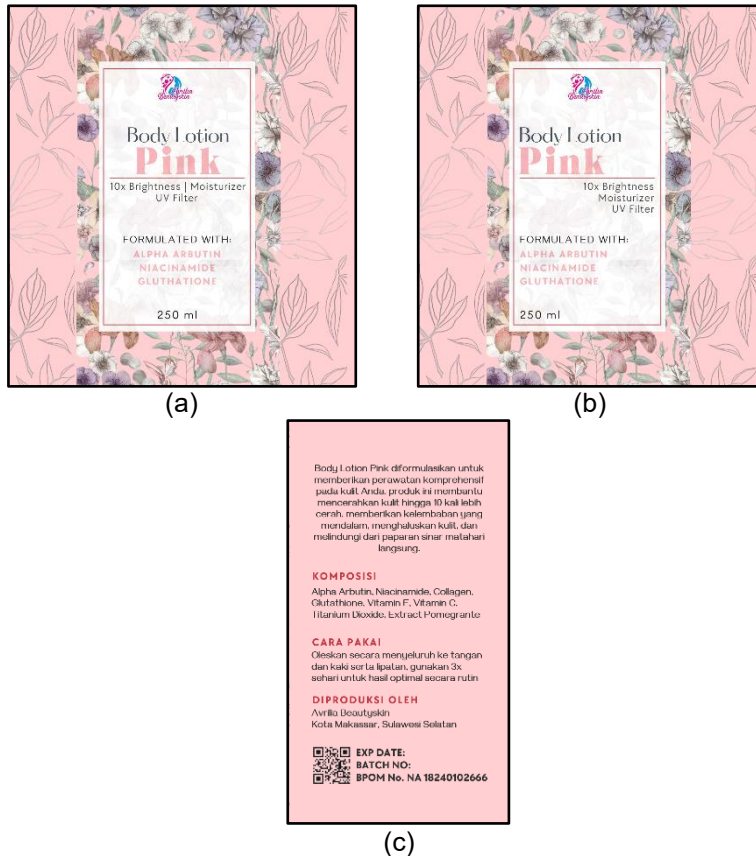 Avrilia
Beautyskin
Body Lotion
Pink
10x Brightness | Moisturizer
UV Filter
FORMULATED WITH:
ALPHA ARBUTIN
NIACINAMIDE
GLUTHATIONE
250 ml
(a)
Avrilia
Beautyskin
Body Lotion
Pink
10x Brightness
Moisturizer
UV Filter
FORMULATED WITH:
ALPHA ARBUTIN
NIACINAMIDE
GLUTHATIONE
250 ml
(b)
Body Lotion Pink diformulasikan untuk
memberikan perawatan komprehensif
pada kulit Anda. produk ini membantu
mencerahkan kulit hingga 10 kali lebih
cerah, memberikan kelembaban yang
mendalam, menghaluskan kulit, dan
melindungi dari paparan sinar matahari
langsung.
KOMPOSISI
Alpha Arbutin, Niacinamide, Collagen,
Glutathione, Vitamin E, Vitamin C,
Titanium Dioxide, Extract Pomegrante
CARA PAKAI
Oleskan secara menyeluruh ke tangan
dan kaki serta lipatan, gunakan 3x
sehari untuk hasil optimal secara rutin
DIPRODUKSI OLEH
Avrilia Beautyskin
Kota Makassar, Sulawesi Selatan
EXP DATE:
BATCH NO:
BPOM No. NA 18240102666
(c)